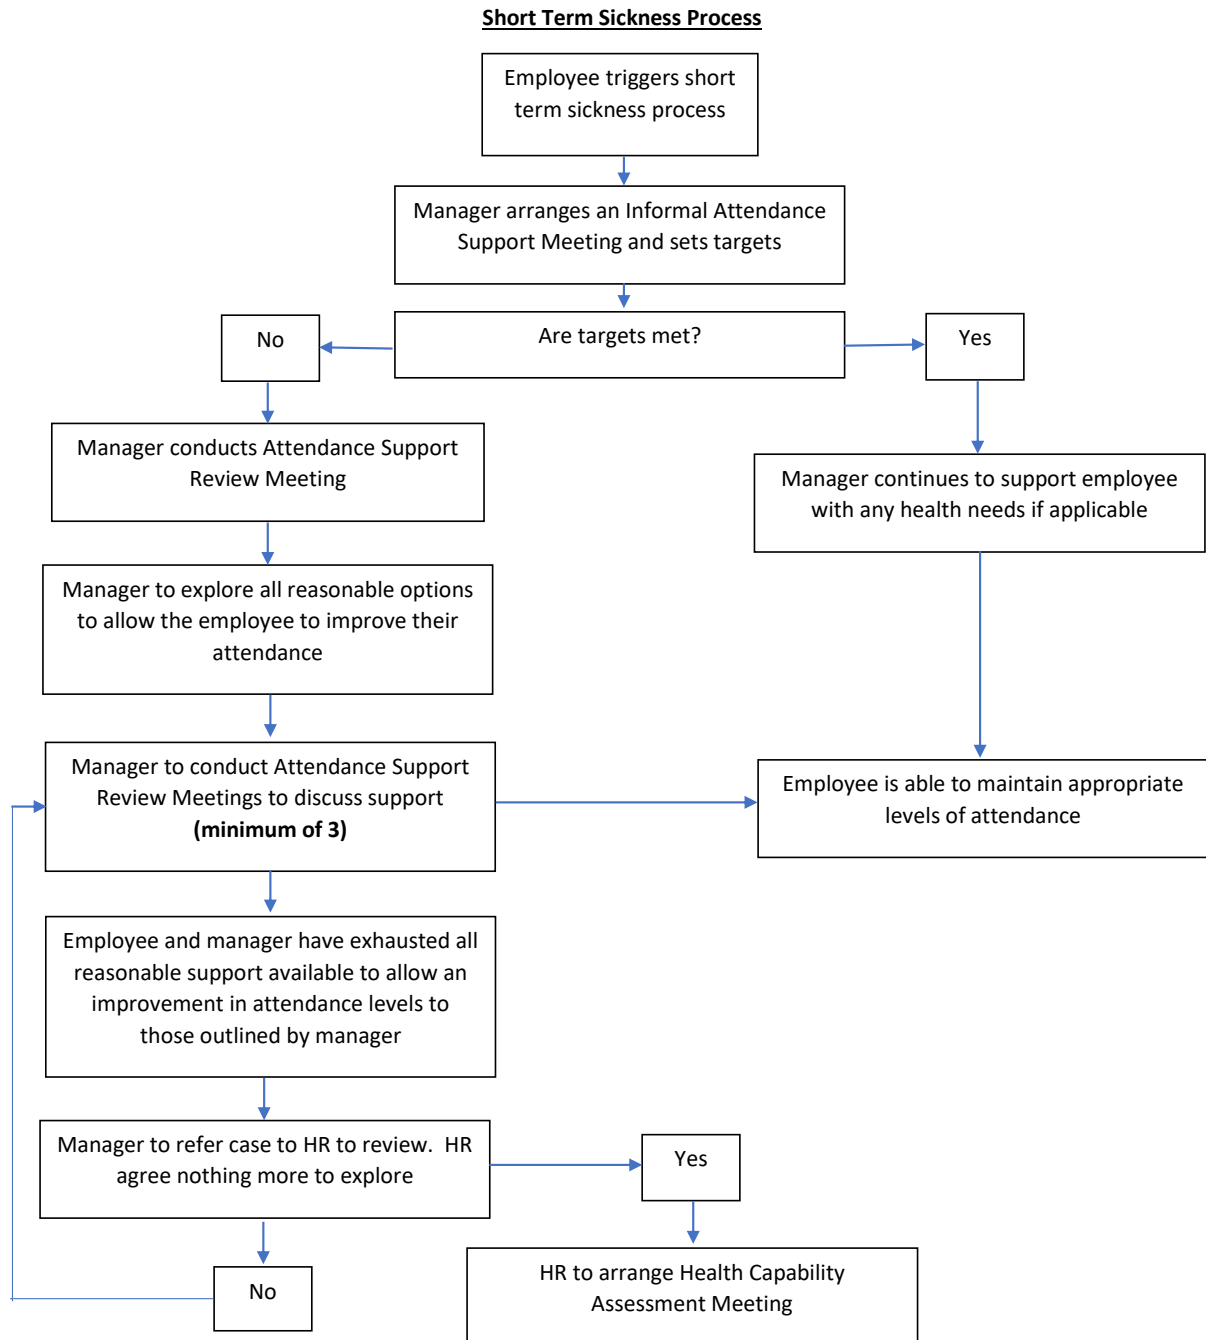 Short Term Sickness Process
Employee triggers short
term sickness process
Manager arranges an Informal Attendance
Support Meeting and sets targets
Are targets met?
No
Yes
Manager conducts Attendance Support
Review Meeting
Manager continues to support employee
with any health needs if applicable
Manager to explore all reasonable options
to allow the employee to improve their
attendance
Manager to conduct Attendance Support
Review Meetings to discuss support
(minimum of 3)
Employee is able to maintain appropriate
levels of attendance
Employee and manager have exhausted all
reasonable support available to allow an
improvement in attendance levels to
those outlined by manager
Manager to refer case to HR to review.  HR
agree nothing more to explore
Yes
No
HR to arrange Health Capability
Assessment Meeting